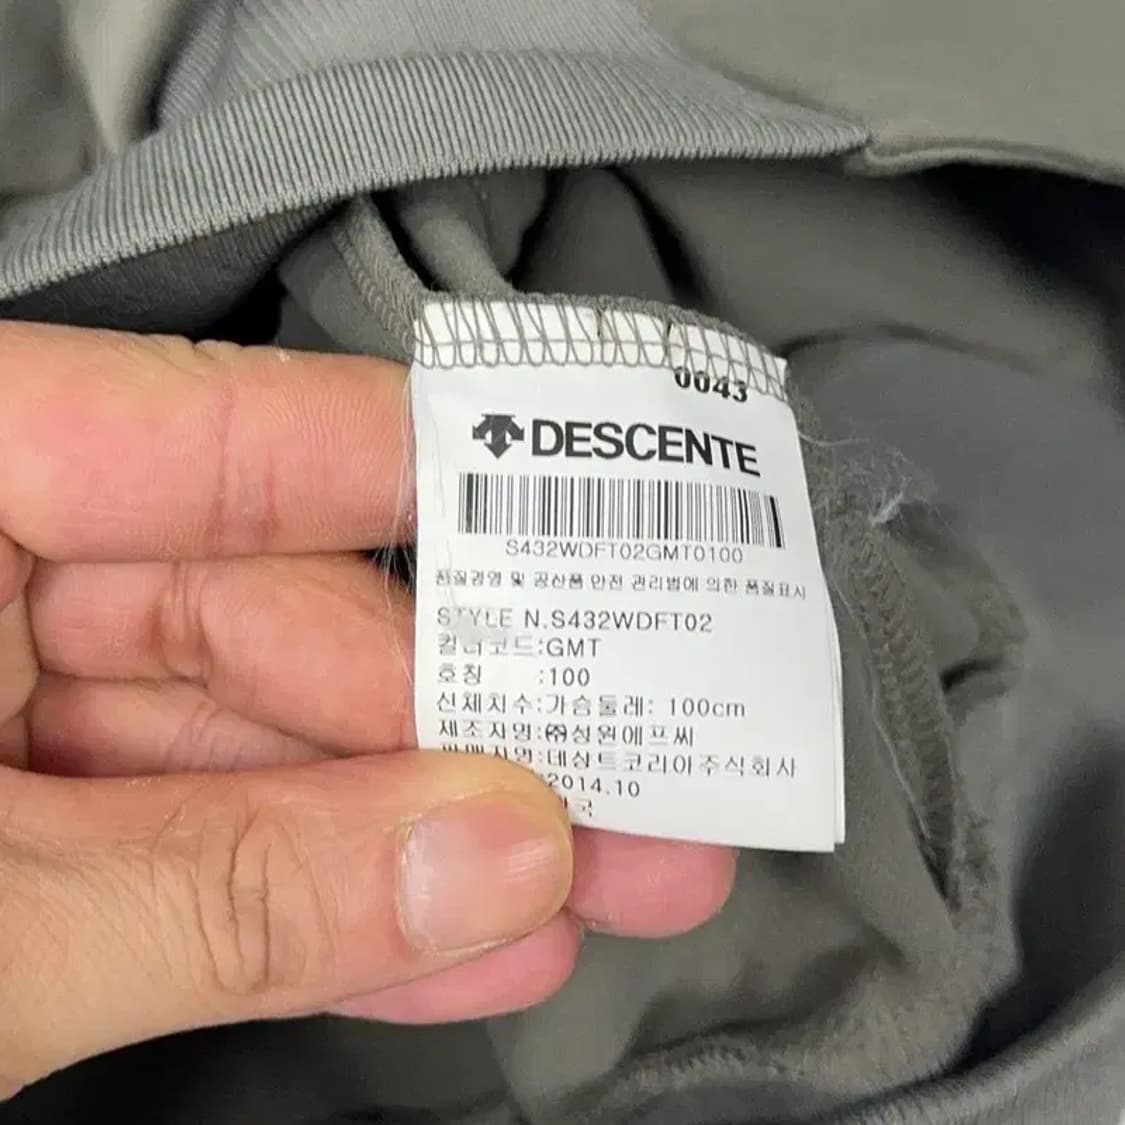 0043
DESCENTE
S432WDFT02GMT0100
품질경영 및 공산품 안전 관리법에 의한 품질표시
STYLE N.S432WDFT02
컬러코드:GMT
호칭 :100
신체치수:가슴둘레: 100cm
제조자명:㈜성원에프씨
판매자명:데상트코리아주식회사
2014.10